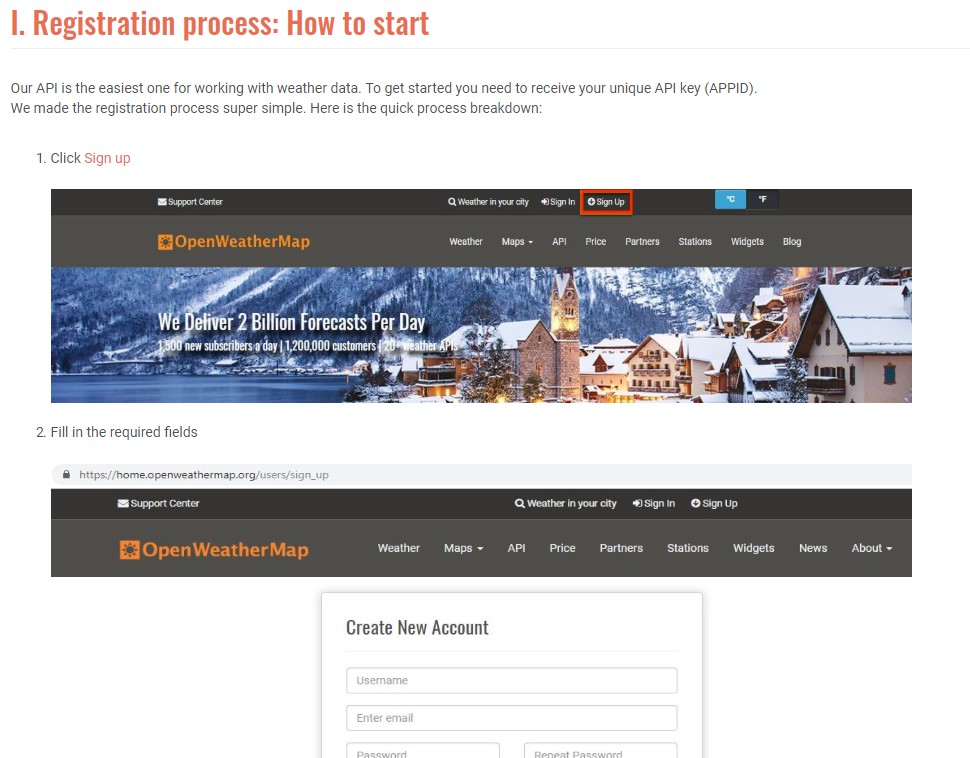 I. Registration process: How to start
Our API is the easiest one for working with weather data. To get started you need to receive your unique API key (APPID).
We made the registration process super simple. Here is the quick process breakdown:
1. Click Sign up
Support Center Weather in your city Sign In Sign Up °C °F
OpenWeatherMap Weather Maps API Price Partners Stations Widgets Blog
We Deliver 2 Billion Forecasts Per Day
1,500 new subscribers a day | 1,200,000 customers | 20+ weather APIs
2. Fill in the required fields
https://home.openweathermap.org/users/sign_up
Support Center Weather in your city Sign In Sign Up
OpenWeatherMap Weather Maps API Price Partners Stations Widgets News About
Create New Account
Username
Enter email
Password Repeat Password